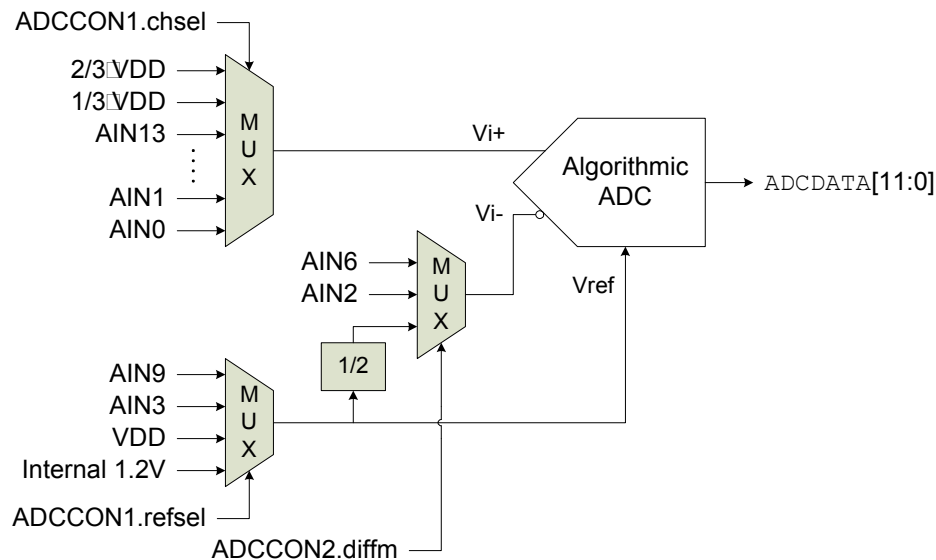 ADCCON1.chsel
2/3□VDD
1/3□VDD
AIN13
AIN1
AIN0
M
U
X
Vi+
Algorithmic
ADC
ADCDATA[11:0]
Vi-
AIN6
AIN2
M
U
X
Vref
1/2
AIN9
AIN3
VDD
Internal 1.2V
M
U
X
ADCCON1.refsel
ADCCON2.diffm